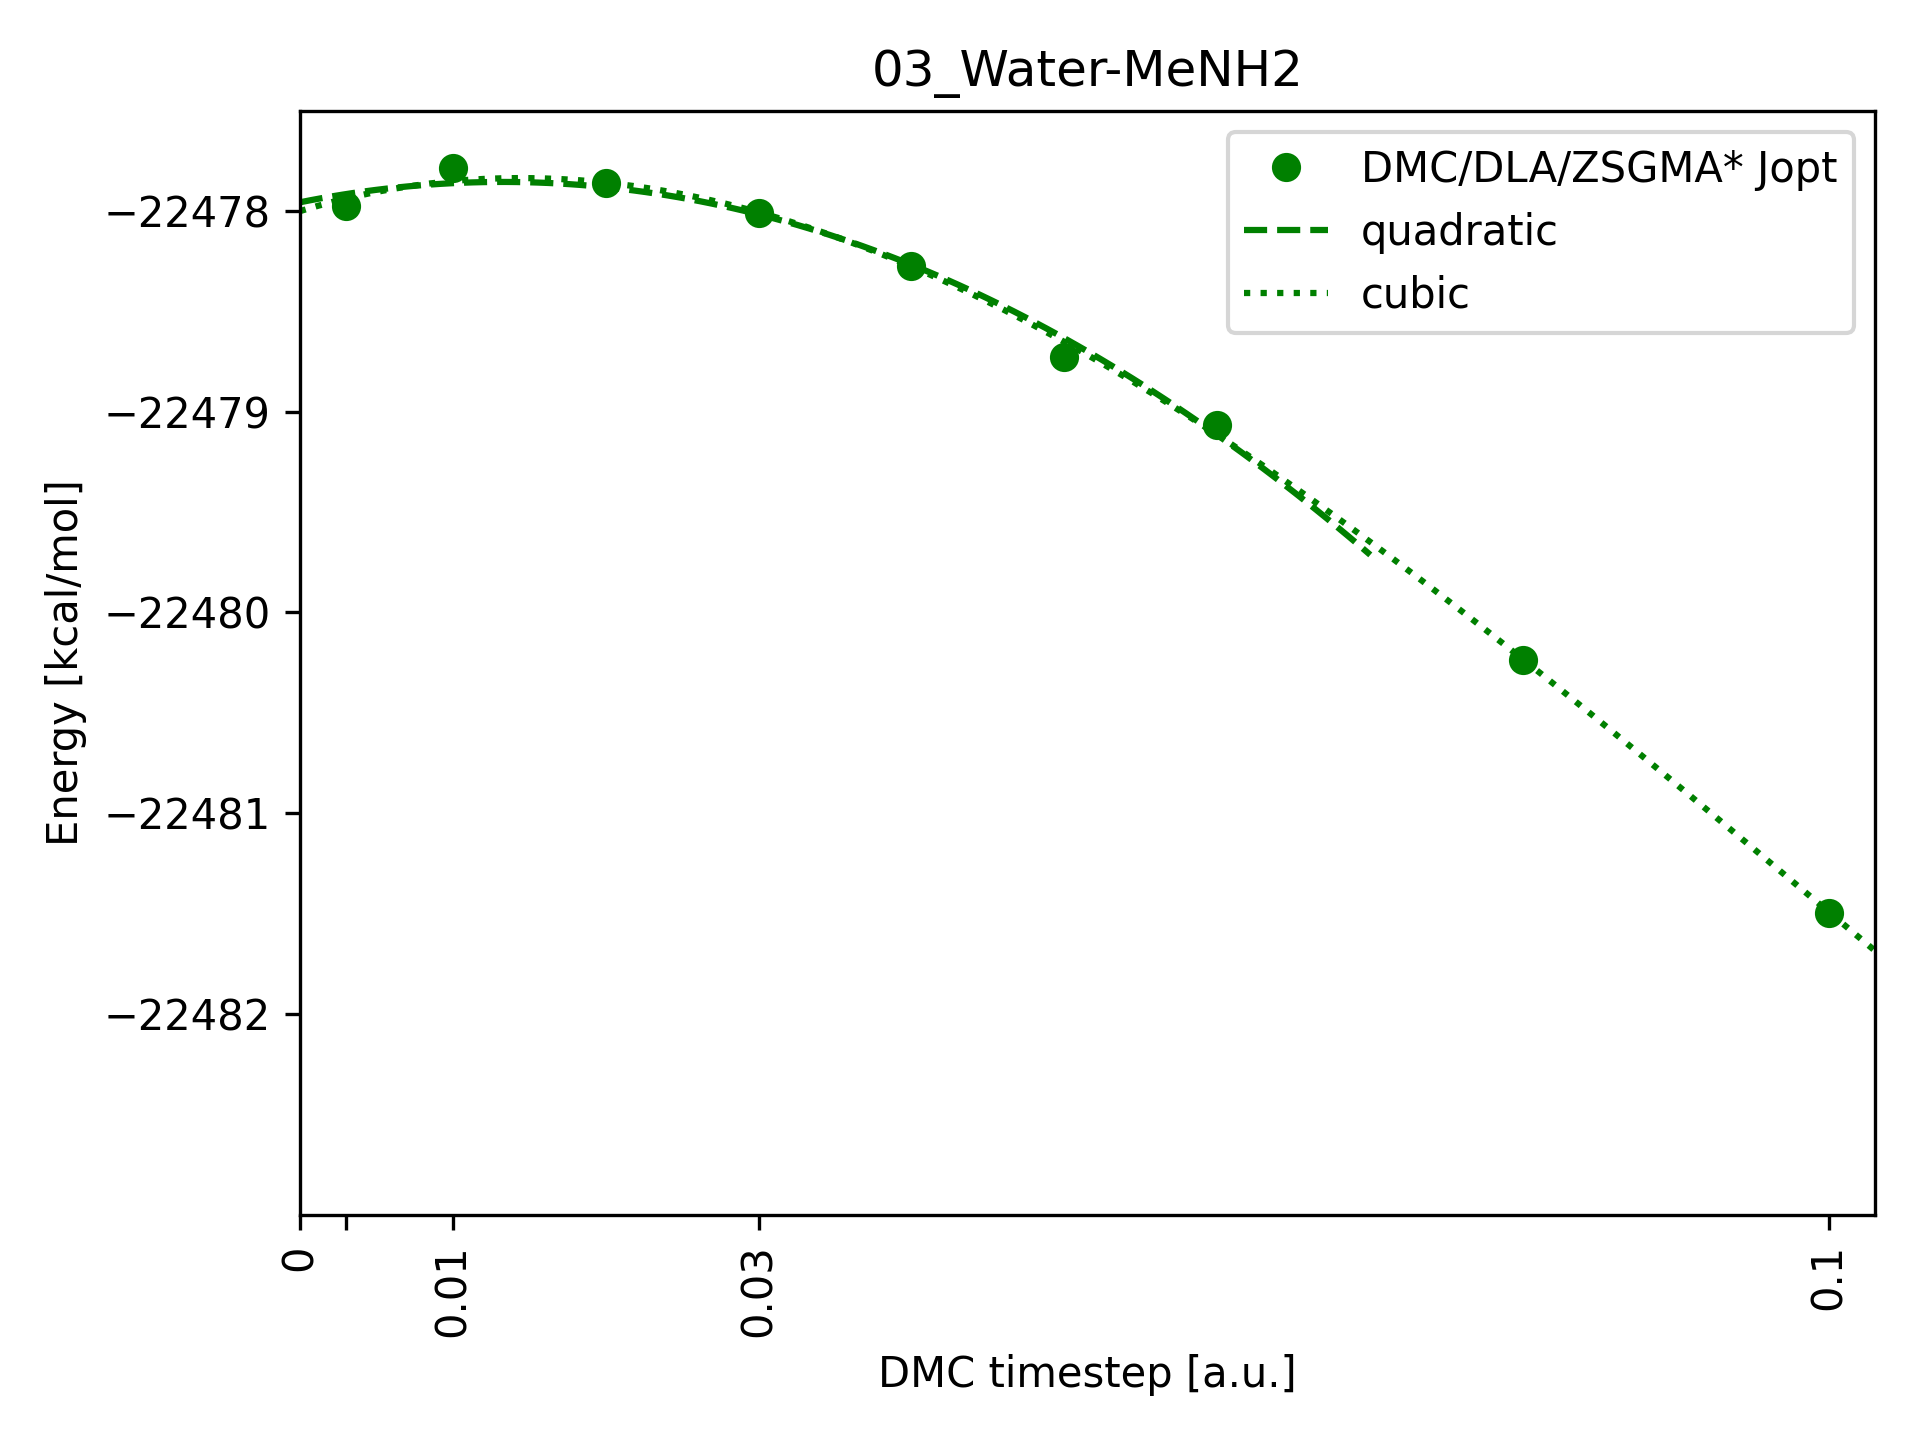 03_Water-MeNH2
DMC/DLA/ZSGMA* Jopt
quadratic
cubic
Energy [kcal/mol]
−22478
−22479
−22480
−22481
−22482
0
0.01
0.03
0.1
DMC timestep [a.u.]